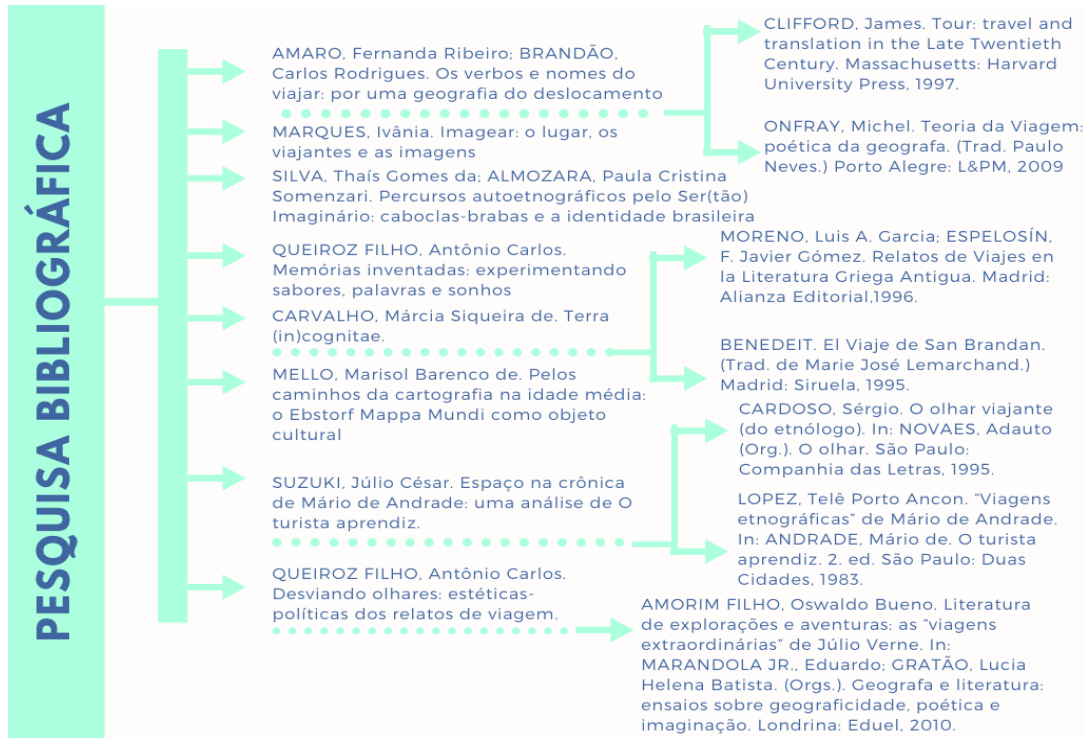 PESQUISA BIBLIOGRÁFICA
AMARO, Fernanda Ribeiro; BRANDÃO,
Carlos Rodrigues. Os verbos e nomes do
viajar: por uma geografia do deslocamento
MARQUES, Ivânia. Imagear: o lugar, os
viajantes e as imagens
SILVA, Thaís Gomes da; ALMOZARA, Paula Cristina
Somenzari. Percursos autoetnográficos pelo Ser(tão)
Imaginário: caboclas-brabas e a identidade brasileira
QUEIROZ FILHO, Antônio Carlos.
Memórias inventadas: experimentando
sabores, palavras e sonhos
CARVALHO, Márcia Siqueira de. Terra
(in)cognitae.
MELLO, Marisol Barenco de. Pelos
caminhos da cartografia na idade média:
o Ebstorf Mappa Mundi como objeto
cultural
SUZUKI, Júlio César. Espaço na crônica
de Mário de Andrade: uma análise de O
turista aprendiz.
QUEIROZ FILHO, Antônio Carlos.
Desviando olhares: estéticas-
políticas dos relatos de viagem.
CLIFFORD, James. Tour: travel and
translation in the Late Twentieth
Century. Massachusetts: Harvard
University Press, 1997.
ONFRAY, Michel. Teoria da Viagem:
poética da geografa. (Trad. Paulo
Neves.) Porto Alegre: L&PM, 2009
MORENO, Luis A. Garcia; ESPELOSÍN,
F. Javier Gómez. Relatos de Viajes en
la Literatura Griega Antigua. Madrid:
Alianza Editorial,1996.
BENEDEIT. El Viaje de San Brandan.
(Trad. de Marie José Lemarchand.)
Madrid: Siruela, 1995.
CARDOSO, Sérgio. O olhar viajante
(do etnólogo). In: NOVAES, Adauto
(Org.). O olhar. São Paulo:
Companhia das Letras, 1995.
LOPEZ, Telê Porto Ancon. "Viagens
etnográficas" de Mário de Andrade.
In: ANDRADE, Mário de. O turista
aprendiz. 2. ed. São Paulo: Duas
Cidades, 1983.
AMORIM FILHO, Oswaldo Bueno. Literatura
de explorações e aventuras: as "viagens
extraordinárias" de Júlio Verne. In:
MARANDOLA JR., Eduardo; GRATÃO, Lucia
Helena Batista. (Orgs.). Geografa e literatura:
ensaios sobre geograficidade, poética e
imaginação. Londrina: Eduel, 2010.